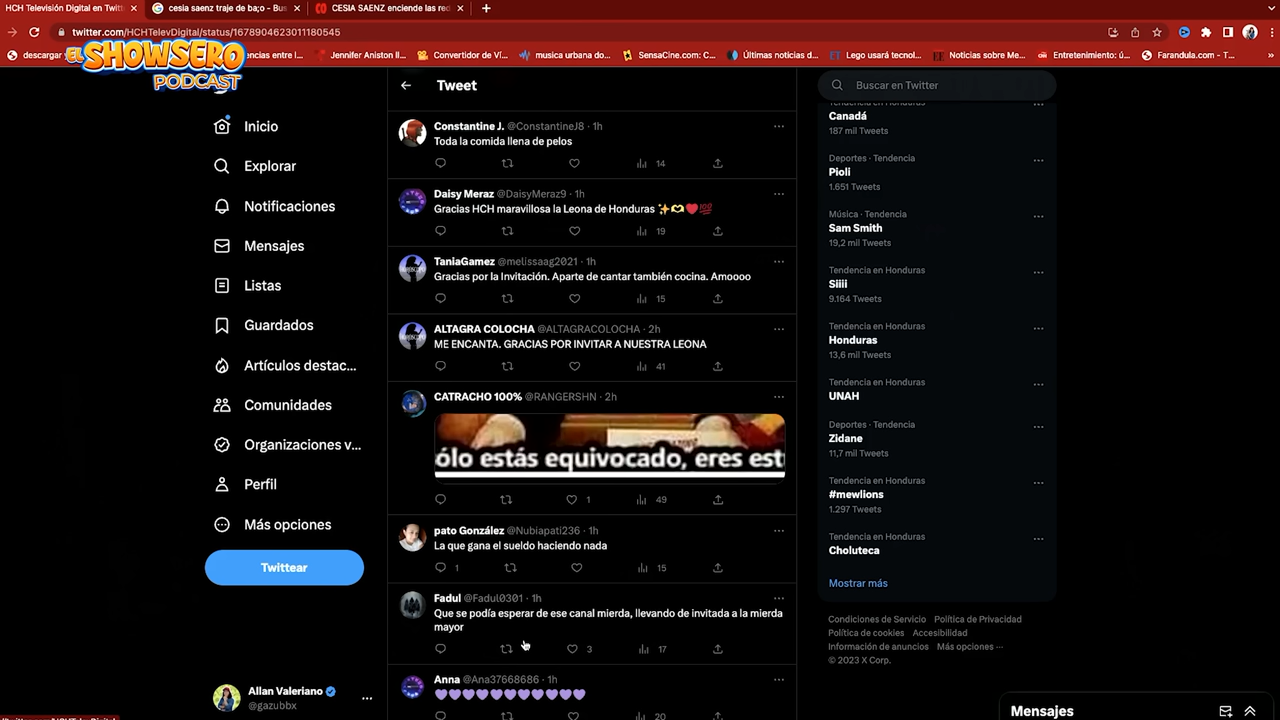 HCH Televisión Digital en Twitt
cesia saenz traje de ba;o - Bus
CESIA SAENZ enciende las red
twitter.com/HCHTelevDigital/status/1678904623011180545
descargar
encias entre l...
Jennifer Aniston II...
Convertidor de Ví...
musica urbana do...
SensaCine.com: C...
Últimas noticias d...
Lego usará tecnol...
Noticias sobre Me...
Entretenimiento: ú...
Farandula.com - T...
EL SHOWSERO
PODCAST
Inicio
Explorar
Notificaciones
Mensajes
Listas
Guardados
Artículos destac...
Comunidades
Organizaciones v...
Perfil
Más opciones
Twittear
Allan Valeriano
@gazubbx
Tweet
Constantine J. @ConstantineJ8 · 1h
Toda la comida llena de pelos
14
Daisy Meraz @DaisyMeraz9 · 1h
Gracias HCH maravillosa la Leona de Honduras ✨🫶❤️💯
19
TaniaGamez @melissaag2021 · 1h
Gracias por la Invitación. Aparte de cantar también cocina. Amoooo
15
ALTAGRA COLOCHA @ALTAGRACOLOCHA · 2h
ME ENCANTA. GRACIAS POR INVITAR A NUESTRA LEONA
41
CATRACHO 100% @RANGERSHN · 2h
ólo estás equivocado, eres est
1 49
pato González @Nubiapati236 · 1h
La que gana el sueldo haciendo nada
1 15
Fadul @Fadul0301 · 1h
Que se podía esperar de ese canal mierda, llevando de invitada a la mierda
mayor
3 17
Anna @Ana37668686 · 1h
💜💜💜💜💜💜💜💜💜💜💜
20
Buscar en Twitter
Tendencia en Honduras
Canadá
187 mil Tweets
Deportes · Tendencia
Pioli
1.651 Tweets
Música · Tendencia
Sam Smith
19,2 mil Tweets
Tendencia en Honduras
Siiii
9.164 Tweets
Tendencia en Honduras
Honduras
13,6 mil Tweets
Tendencia en Honduras
UNAH
Deportes · Tendencia
Zidane
11,7 mil Tweets
Tendencia en Honduras
#mewlions
1.297 Tweets
Tendencia en Honduras
Choluteca
Mostrar más
Condiciones de Servicio Política de Privacidad
Política de cookies Accesibilidad
Información de anuncios Más opciones ···
© 2023 X Corp.
Mensajes